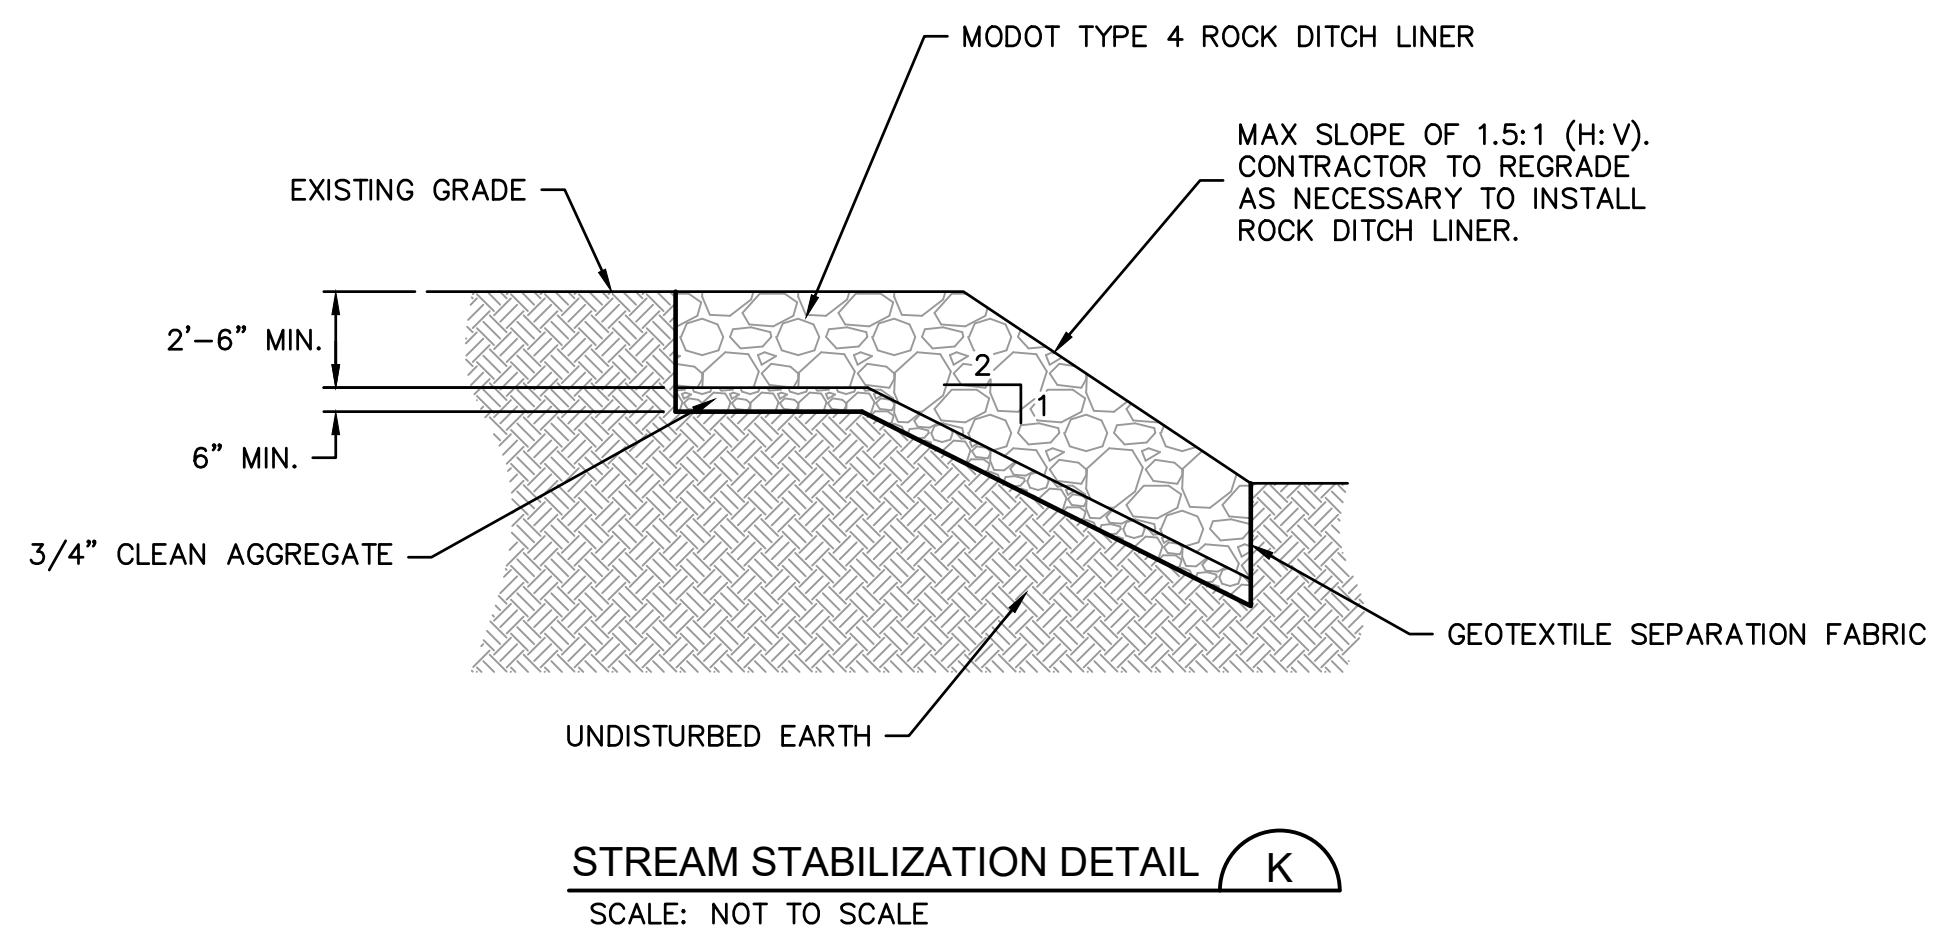 MODOT TYPE 4 ROCK DITCH LINER
MAX SLOPE OF 1.5:1 (H:V).
CONTRACTOR TO REGRADE
AS NECESSARY TO INSTALL
ROCK DITCH LINER.
EXISTING GRADE
2'-6" MIN.
2
1
6" MIN.
3/4" CLEAN AGGREGATE
GEOTEXTILE SEPARATION FABRIC
UNDISTURBED EARTH
STREAM STABILIZATION DETAIL K
SCALE: NOT TO SCALE